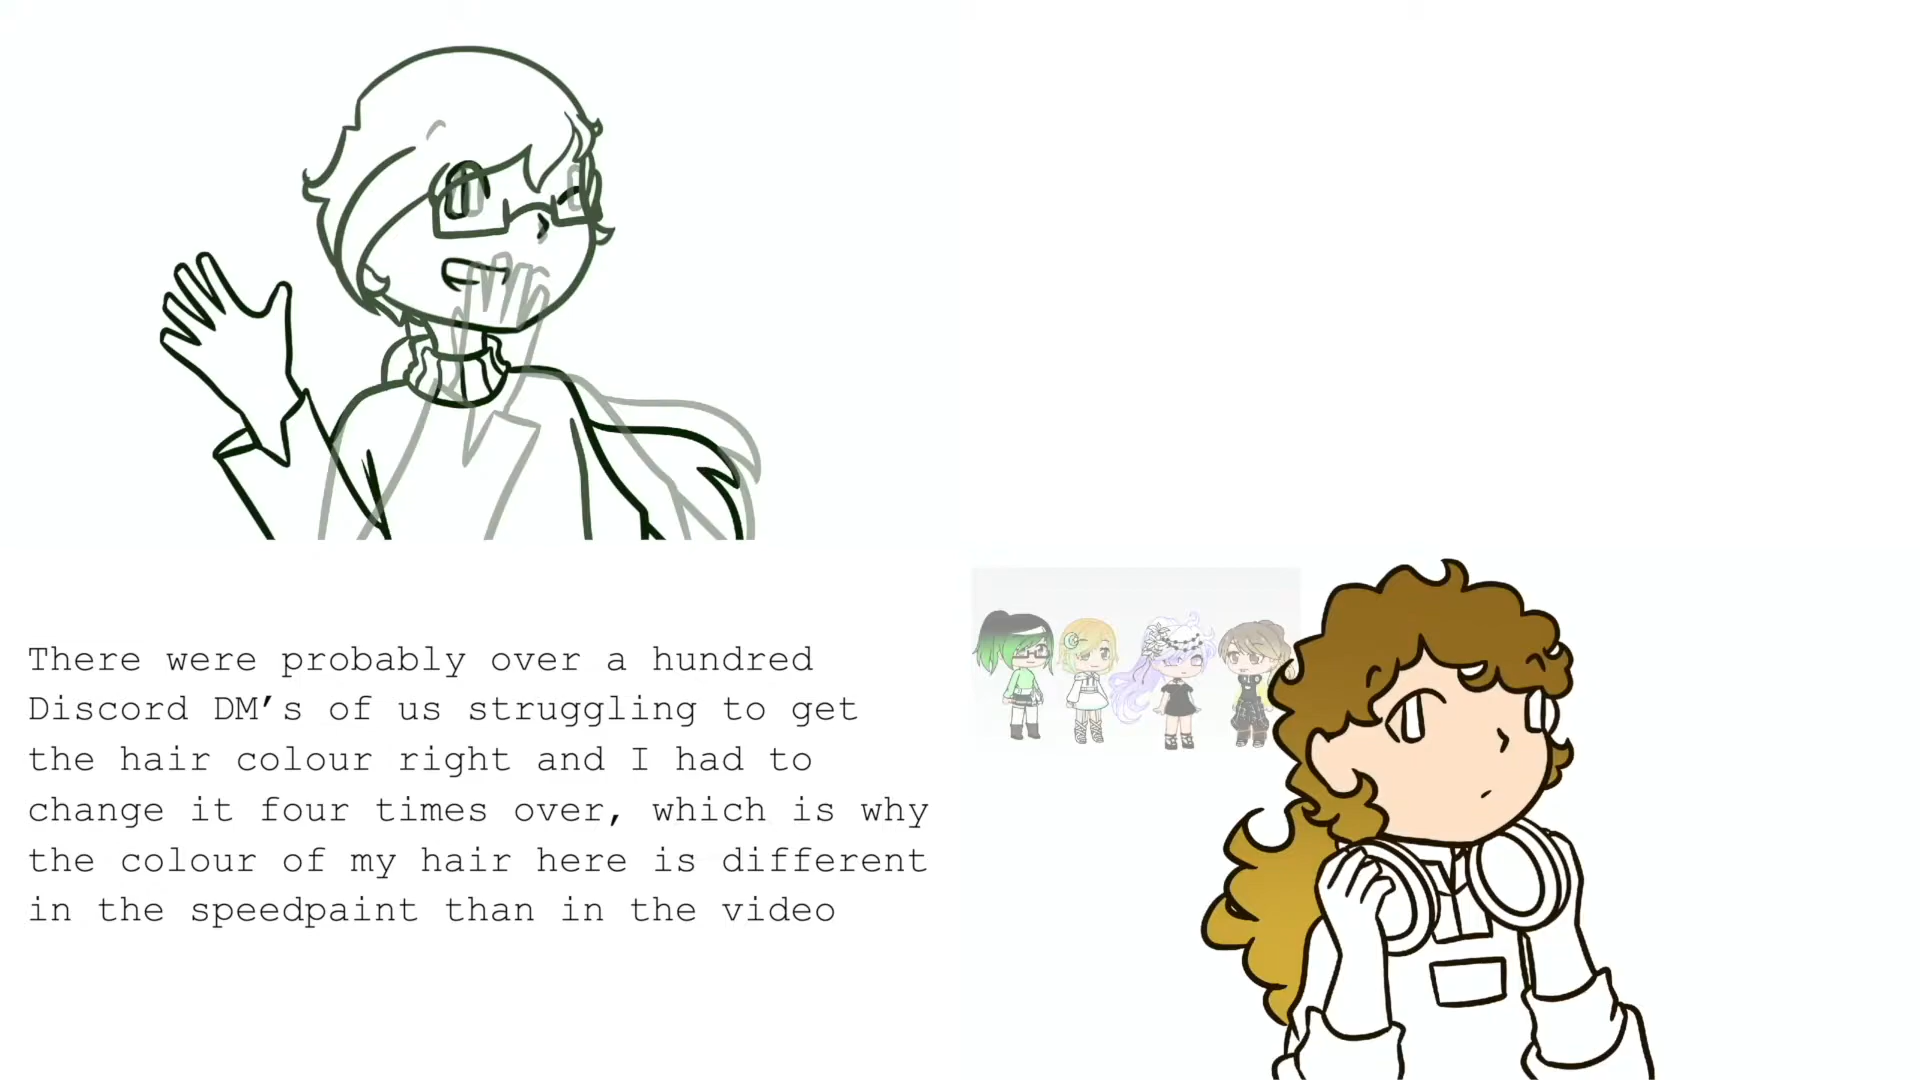 There were probably over a hundred
Discord DM’s of us struggling to get
the hair colour right and I had to
change it four times over, which is why
the colour of my hair here is different
in the speedpaint than in the video